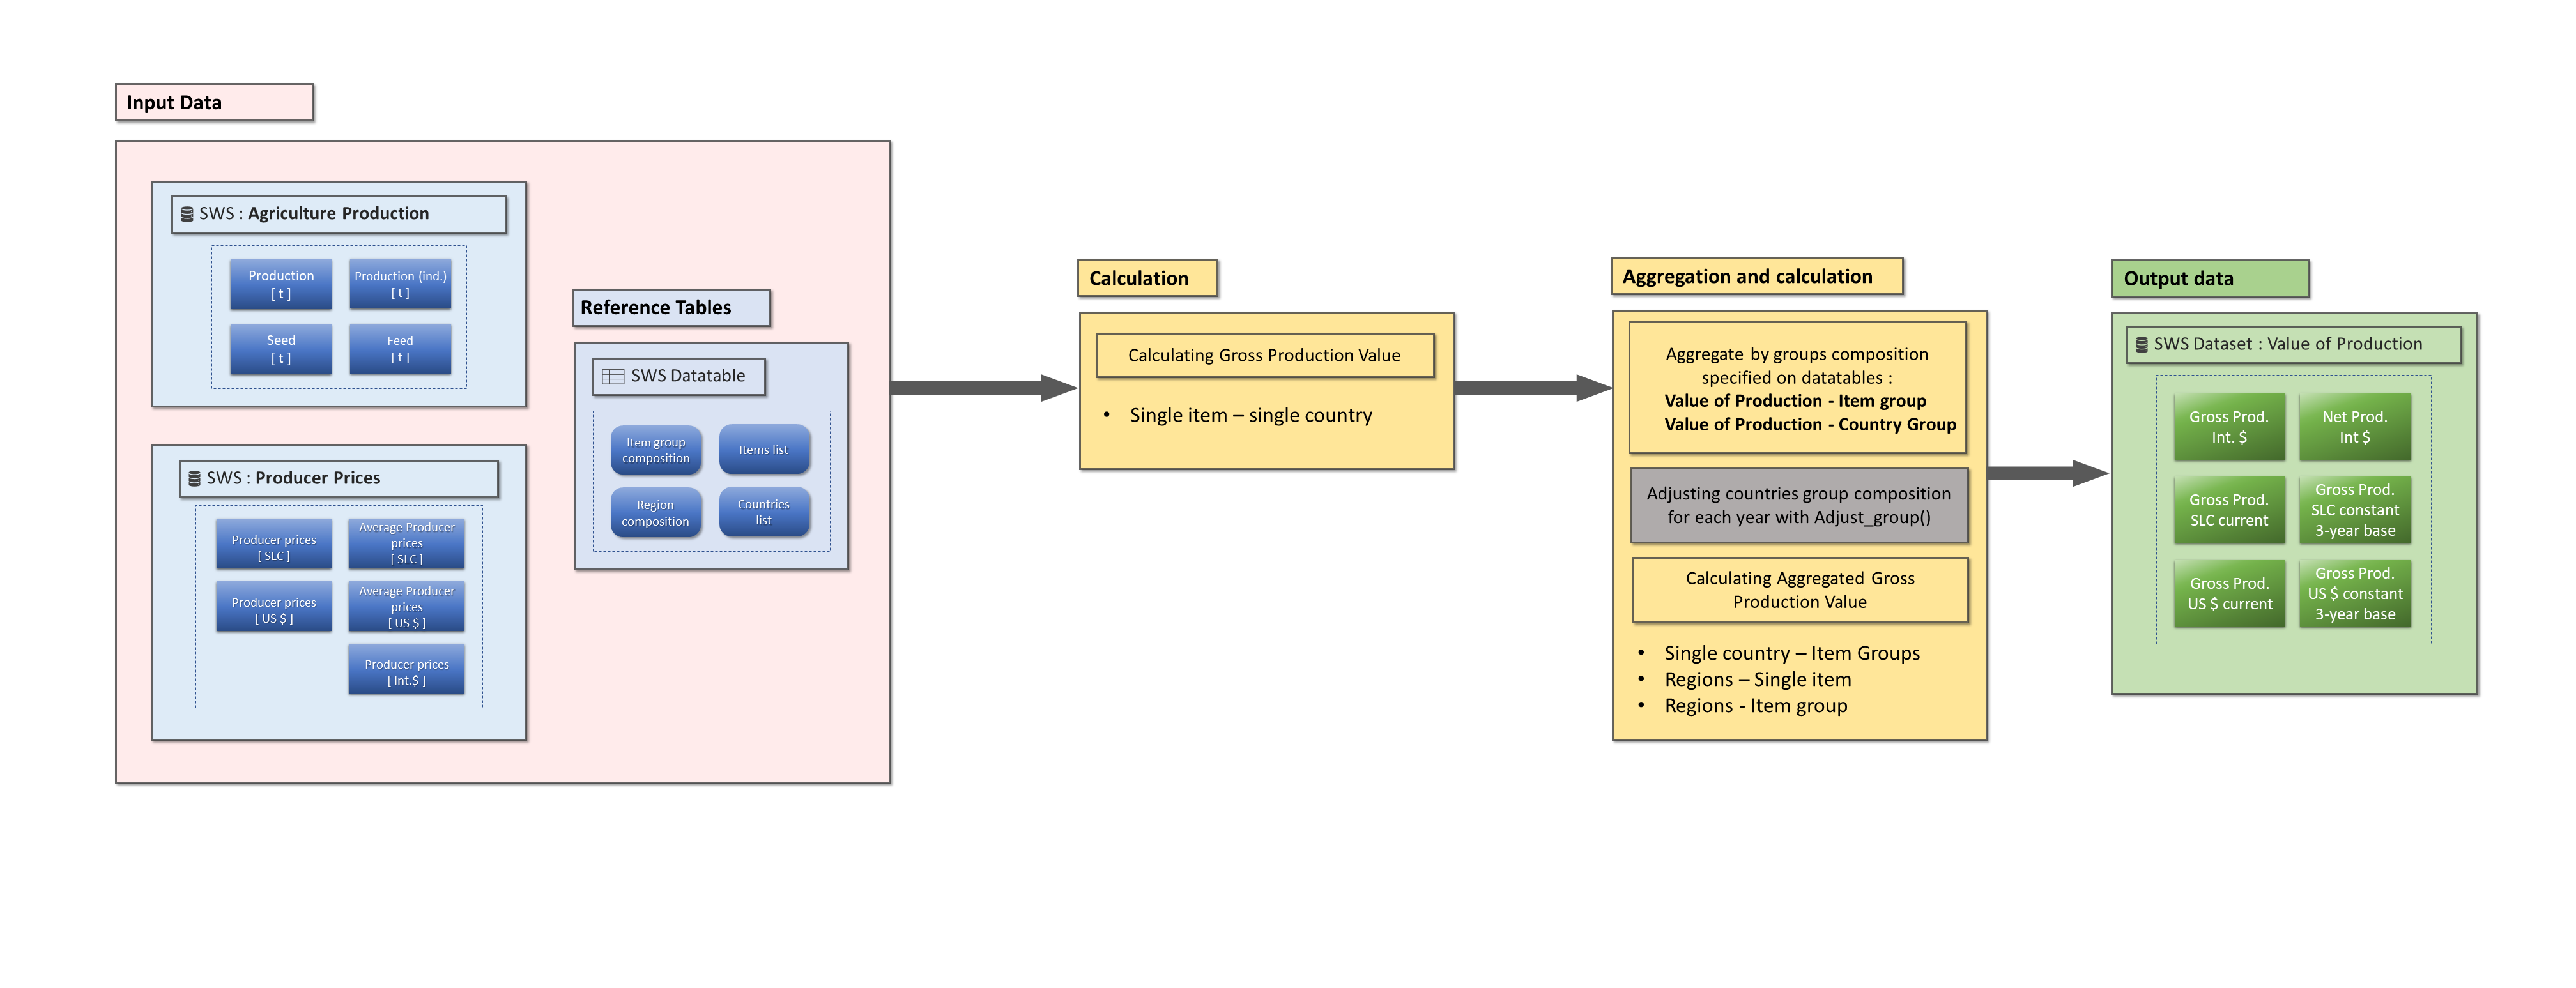 Input Data
SWS : Agriculture Production
Production
[ t ]
Production (ind.)
[ t ]
Seed
[ t ]
Feed
[ t ]
SWS : Producer Prices
Producer prices
[ SLC ]
Average Producer
prices
[ SLC ]
Producer prices
[ US $ ]
Average Producer
prices
[ US $ ]
Producer prices
[ Int.$ ]
Reference Tables
SWS Datatable
Item group
composition
Items list
Region
composition
Countries
list
Calculation
Calculating Gross Production Value
• Single item – single country
Aggregation and calculation
Aggregate by groups composition
specified on datatables :
Value of Production - Item group
Value of Production - Country Group
Adjusting countries group composition
for each year with Adjust_group()
Calculating Aggregated Gross
Production Value
• Single country – Item Groups
• Regions – Single item
• Regions - Item group
Output data
SWS Dataset : Value of Production
Gross Prod.
Int. $
Net Prod.
Int $
Gross Prod.
SLC current
Gross Prod.
SLC constant
3-year base
Gross Prod.
US $ current
Gross Prod.
US $ constant
3-year base